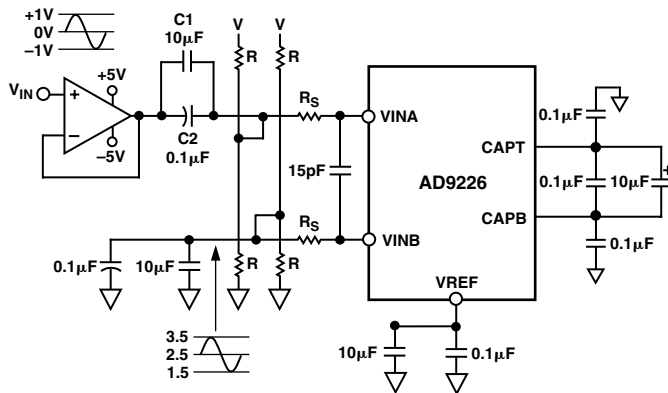 +1V
0V
–1V
C1
10µF
V
V
R
R
VIN
+5V
+
–
–5V
C2
0.1µF
RS
VINA
15pF
RS
VINB
R
R
0.1µF
10µF
3.5
2.5
1.5
AD9226
CAPT
CAPB
VREF
0.1µF
0.1µF
10µF
+
0.1µF
10µF
0.1µF